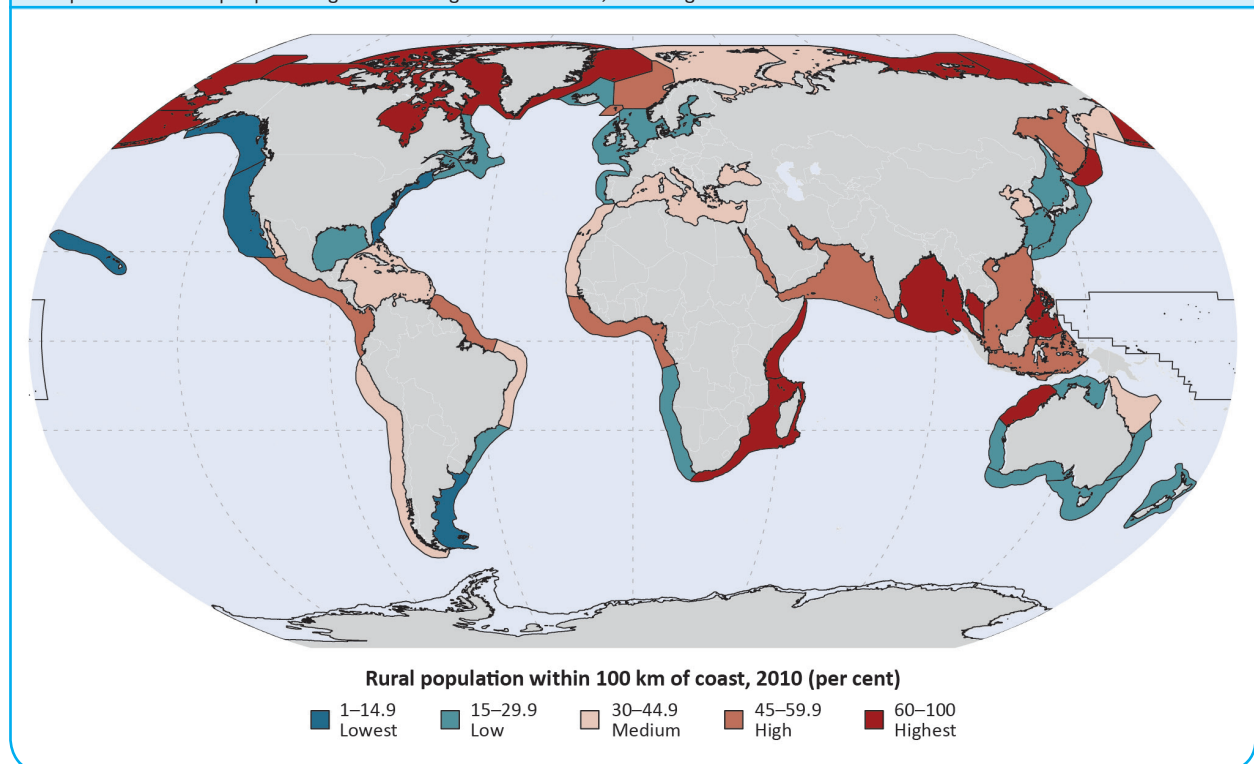 Rural population within 100 km of coast, 2010 (per cent)
1–14.9
Lowest
15–29.9
Low
30–44.9
Medium
45–59.9
High
60–100
Highest